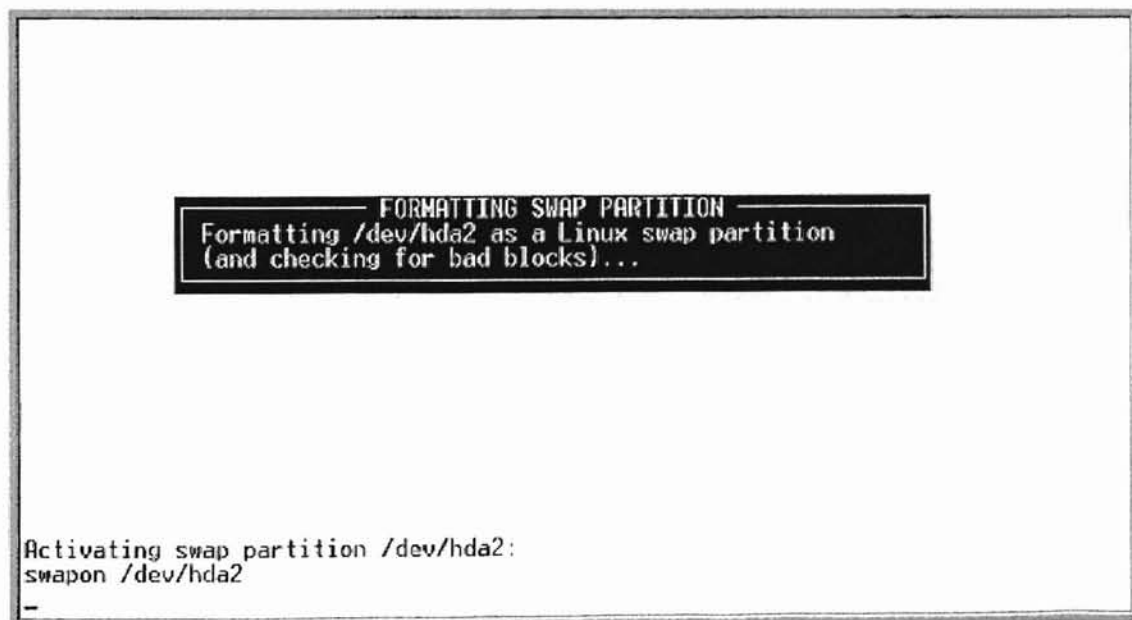 FORMATTING SWAP PARTITION
Formatting /dev/hda2 as a Linux swap partition
(and checking for bad blocks)...
Activating swap partition /dev/hda2:
swapon /dev/hda2